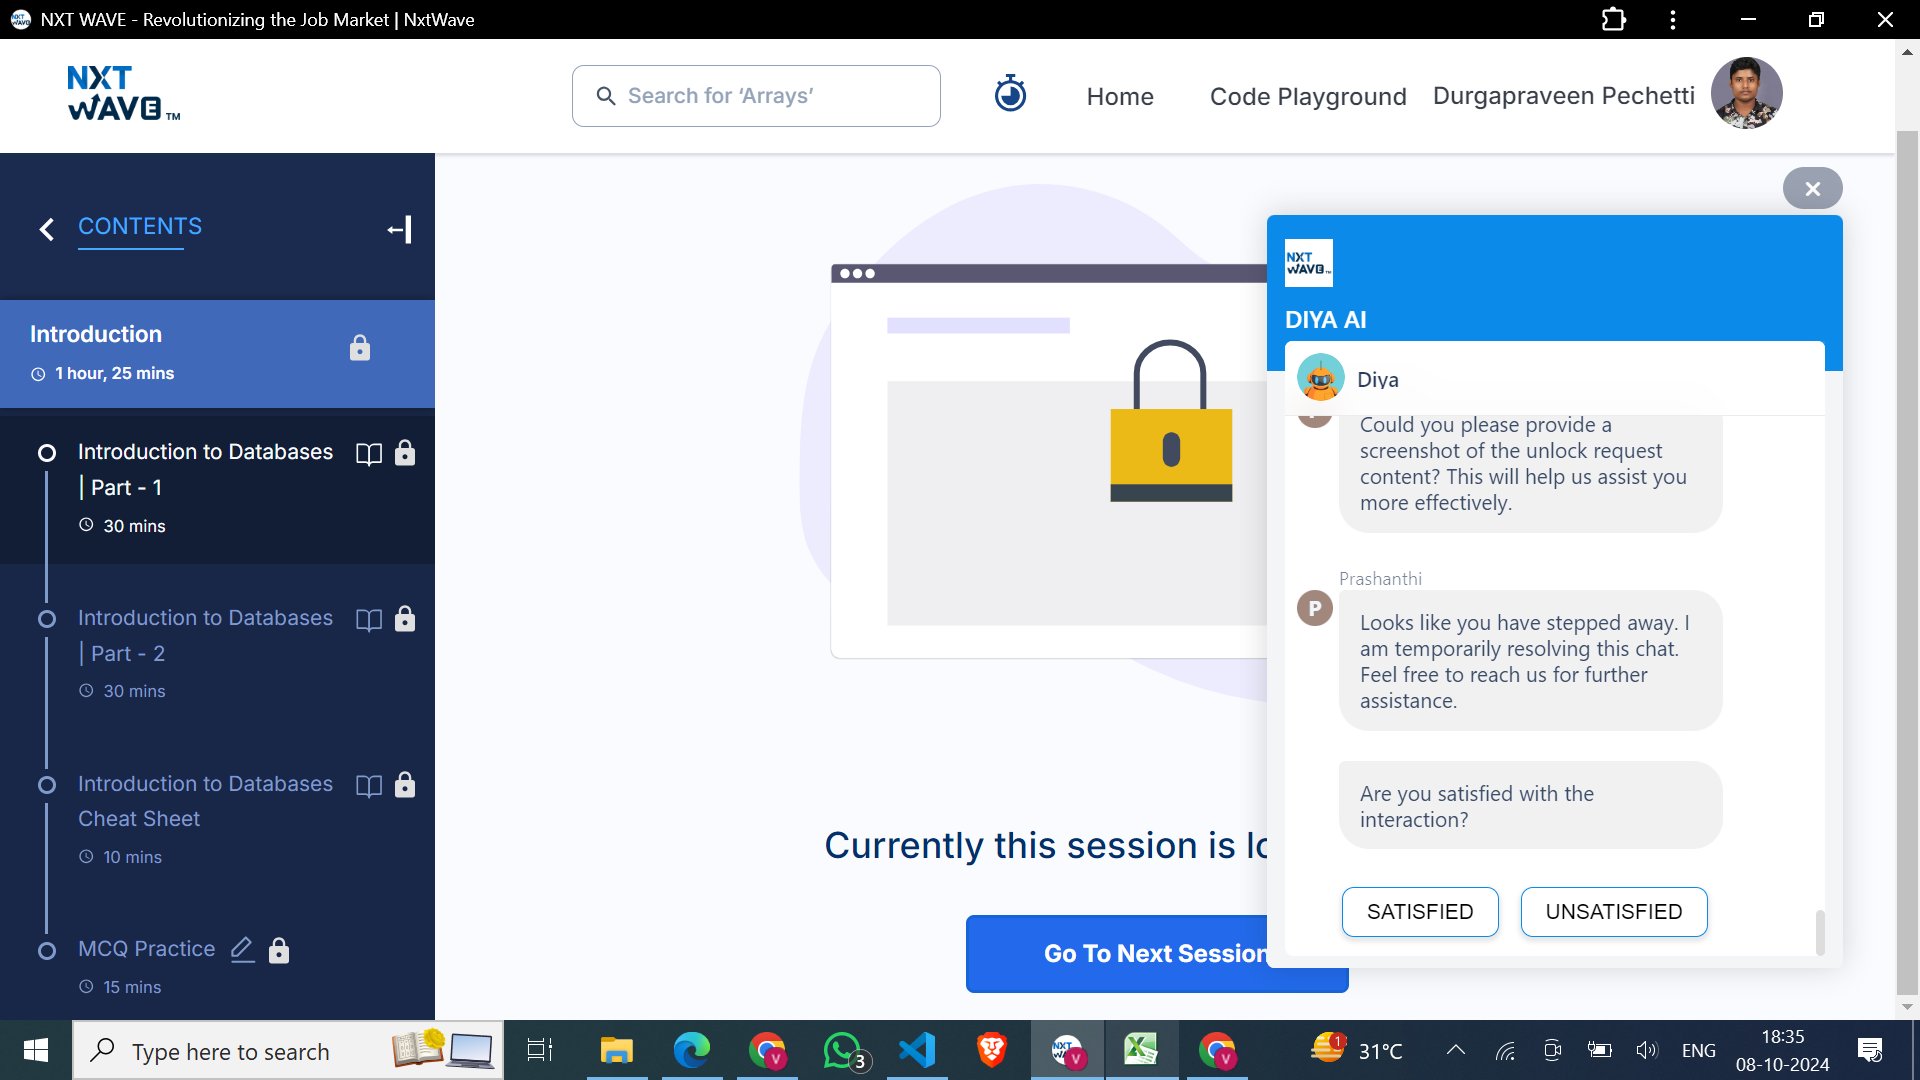 NXT WAVE - Revolutionizing the Job Market | NxtWave
NXT
WAVE™
Search for ‘Arrays’
Home
Code Playground
Durgapraveen Pechetti
CONTENTS
Introduction
1 hour, 25 mins
Introduction to Databases
| Part - 1
30 mins
Introduction to Databases
| Part - 2
30 mins
Introduction to Databases
Cheat Sheet
10 mins
MCQ Practice
15 mins
Currently this session is lo
Go To Next Session
NXT
WAVE™
DIYA AI
Diya
Could you please provide a
screenshot of the unlock request
content? This will help us assist you
more effectively.
Prashanthi
P
Looks like you have stepped away. I
am temporarily resolving this chat.
Feel free to reach us for further
assistance.
Are you satisfied with the
interaction?
SATISFIED
UNSATISFIED
Type here to search
V
3
NXT
V
V
1
31°C
ENG
18:35
08-10-2024